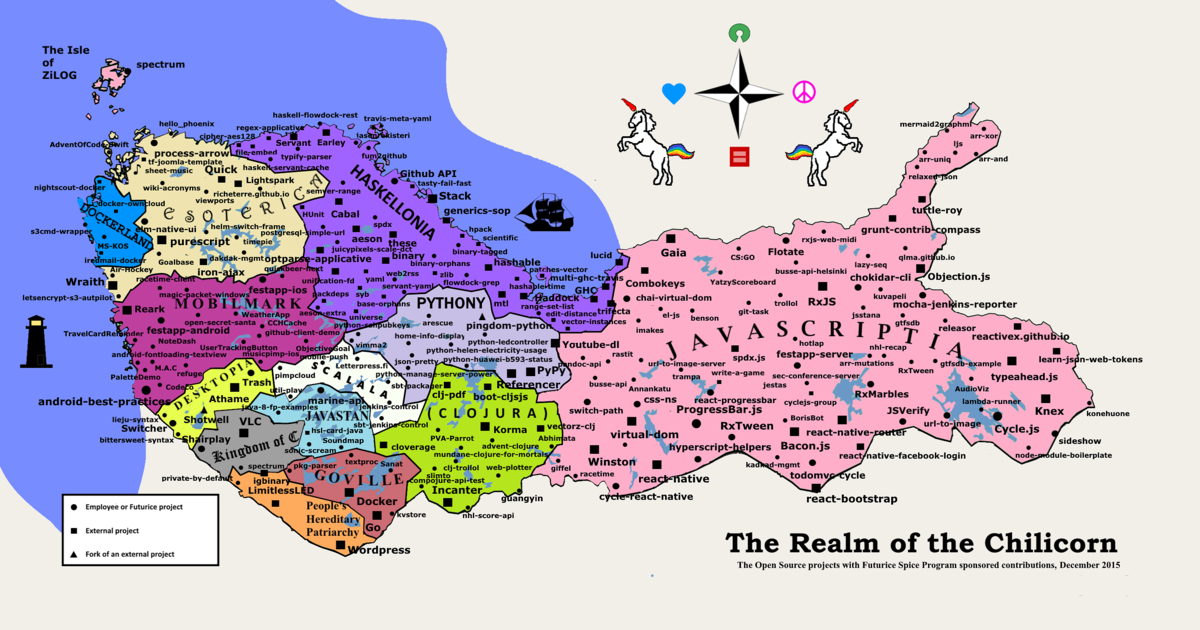 The Isle
of
ZiLOG
spectrum
hello_phoenix
haskell-flowdock-rest
travis-meta-yaml
regex-applicative
cipher-aes128
AdventOfCode-Swift
file-embed
Servant
Earley
process-arrow
typify-parser
fum2github
tf-joomla-template
sheet-music
Quick
haskell-servant-cache
Lightspark
Github API
tasty-fail-fast
nightscout-docker
wiki-acronyms
richeterre.github.io
viewports
semver-range
HASKELLONIA
Stack
docker-owncloud
DOCKERLAND
ESOTERICA
HUnit
Cabal
generics-sop
s3cmd-wrapper
elm-native-ui
helm-switch-frame
postgresql-simple-url
spdx
hpack
scientific
MS-KOS
purescript
timepie
aeson
these
juicypixels-scale-dct
binary-tagged
iredmail-docker
Goalbase
dakdak-mgmt
optparse-applicative
binary
binary-orphans
hashable
Air-Hockey
iron-ajax
quickbeer-next
web2rss
zlib
patches-vector
lucid
Wraith
racetime-client
unification-fd
yaml
servant-yaml
flowdock-grep
multi-ghc-travis
hashable-time
GHC
letsencrypt-s3-autpilot
magic-packet-windows
festapp-ios
packdeps
syb
base-orphans
PYTHONY
mtl
Haddock
range-set-list
trifecta
Reark
MOBILMARK
WeatherApp
aeson-extra
universe
edit-distance
vector-instances
open-secret-santa
CCHCache
python-sshpubkeys
arescue
pingdom-python
TravelCardReminder
festapp-android
github-client-demo
home-info-display
NoteDash
UserTrackingButton
ObjectiveGoal
vimma2
python-ledcontroller
Youtube-dl
android-fontloading-textview
musicpimp-ios
mobile-push
python-helen-electricity-usage
M.A.C
refuge
DESKTOPIA
Letterpress.fi
json-pretty
python-huawei-b593-status
PaletteDemo
CodeCo
Trash
pimpcloud
SCALA
python-manage-server-power
PyPy
util-play
sbt-packager
Referencer
android-best-practices
Athame
marine-api
clj-pdf
boot-cljsjs
java-8-fp-examples
JAVASTAN
jenkins-control
(CLOJURA)
lieju-syntax
Switcher
Shotwell
VLC
sbt-jenkins-control
Korma
vectorz-clj
bittersweet-syntax
Shairplay
Kingdom of C
hsl-card-java
Soundmap
PVA-Parrot
Abhimata
sonic-scream
cloverage
advent-clojure
mundane-clojure-for-mortals
spectrum
pkg-parser
textproc
Sanat
clj-trollol
web-plotter
private-by-default
igbinary
GOVILLE
slimto
compojure-api-test
LimitlessLED
Docker
Incanter
guangyin
People's
Hereditary
Patriarchy
Go
kvstore
nhl-score-api
Wordpress
mermaid2graphml
arr-xor
ljs
arr-uniq
arr-and
relaxed-json
tuttle-roy
grunt-contrib-compass
Gaia
CS:GO
Flotate
rxjs-web-midi
qlma.github.io
lazy-seq
Combokeys
YatzyScoreboard
busse-api-helsinki
chokidar-cli
Objection.js
chai-virtual-dom
trollol
RxJS
kuvapeli
mocha-jenkins-reporter
el-js
git-task
jsstana
benson
gtfsdb
releasor
imakes
JAVASCRIPTIA
hotlap
nhl-recap
reactivex.github.io
rastit
spdx.js
festapp-server
arr-mutations
learn-json-web-tokens
pandoc-api
url-to-image-server
write-a-game
sec-conference-server
RxTween
gtfsdb-example
trampa
jestas
typeahead.js
busse-api
Annankatu
AudioViz
css-ns
react-progressbar
cyclejs-group
RxMarbles
lambda-runner
switch-path
ProgressBar.js
JSVerify
Knex
konehuone
BorisBot
url-to-image
RxTween
virtual-dom
react-native-router
Cycle.js
sideshow
hyperscript-helpers
Bacon.js
giffel
Winston
kadkad-mgmt
react-native-facebook-login
node-module-boilerplate
racetime
react-native
todomvc-cycle
cycle-react-native
react-bootstrap
Employee or Futurice project
External project
Fork of an external project
The Realm of the Chilicorn
The Open Source projects with Futurice Spice Program sponsored contributions, December 2015